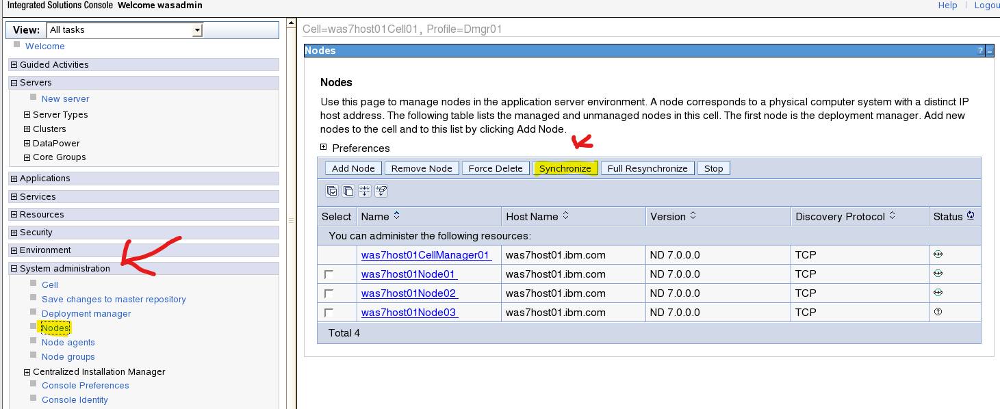 Integrated Solutions Console Welcome wasadmin
Help Logou
View: All tasks
Welcome
Guided Activities
Servers
New server
Server Types
Clusters
DataPower
Core Groups
Applications
Services
Resources
Security
Environment
System administration
Cell
Save changes to master repository
Deployment manager
Nodes
Node agents
Node groups
Centralized Installation Manager
Console Preferences
Console Identity
Cell=was7host01Cell01, Profile=Dmgr01
Nodes ? -
Nodes
Use this page to manage nodes in the application server environment. A node corresponds to a physical computer system with a distinct IP
host address. The following table lists the managed and unmanaged nodes in this cell. The first node is the deployment manager. Add new
nodes to the cell and to this list by clicking Add Node.
Preferences
Add Node Remove Node Force Delete Synchronize Full Resynchronize Stop
Select Name Host Name Version Discovery Protocol Status
You can administer the following resources:
was7host01CellManager01 was7host01.ibm.com ND 7.0.0.0 TCP
was7host01Node01 was7host01.ibm.com ND 7.0.0.0 TCP
was7host01Node02 was7host01.ibm.com ND 7.0.0.0 TCP
was7host01Node03 was7host01.ibm.com ND 7.0.0.0 TCP ?
Total 4